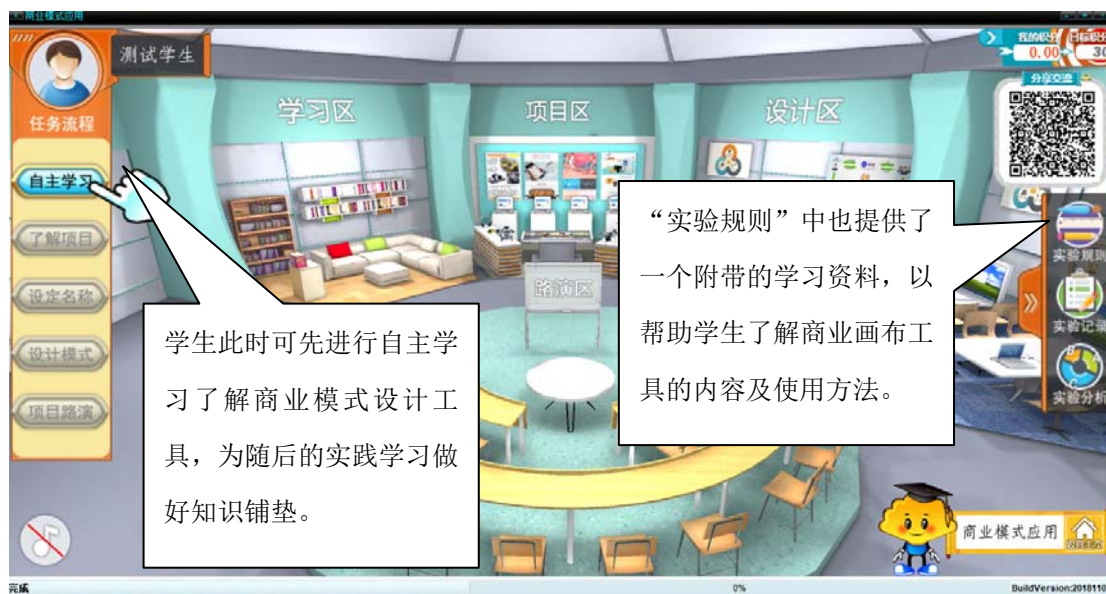 商业模式应用
测试学生
我的积分
目标积分
0.00
30
分享交流
任务流程
学习区
项目区
设计区
自主学习
了解项目
设定名称
设计模式
项目路演
路演区
“实验规则”中也提供了
一个附带的学习资料，以
帮助学生了解商业画布工
具的内容及使用方法。
学生此时可先进行自主学
习了解商业模式设计工
具，为随后的实践学习做
好知识铺垫。
实验规则
实验记录
实验分析
商业模式应用
完成
0%
BuildVersion:2018110